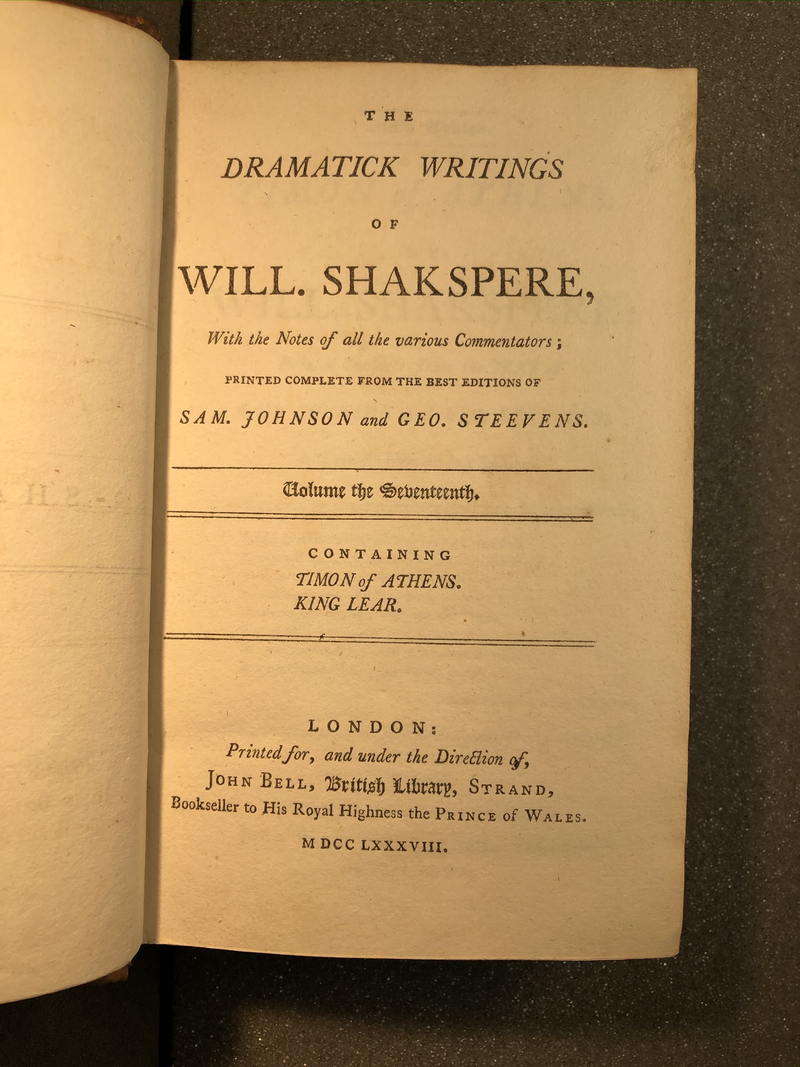 THE
DRAMATICK WRITINGS
OF
WILL. SHAKSPERE,
With the Notes of all the various Commentators;
PRINTED COMPLETE FROM THE BEST EDITIONS OF
SAM. JOHNSON and GEO. STEEVENS.
Volume the Seventeenth.
CONTAINING
TIMON of ATHENS.
KING LEAR.
LONDON:
Printed for, and under the Direction of,
JOHN BELL, British Library, STRAND,
Bookseller to His Royal Highness the PRINCE of WALES.
M DCC LXXXVIII.